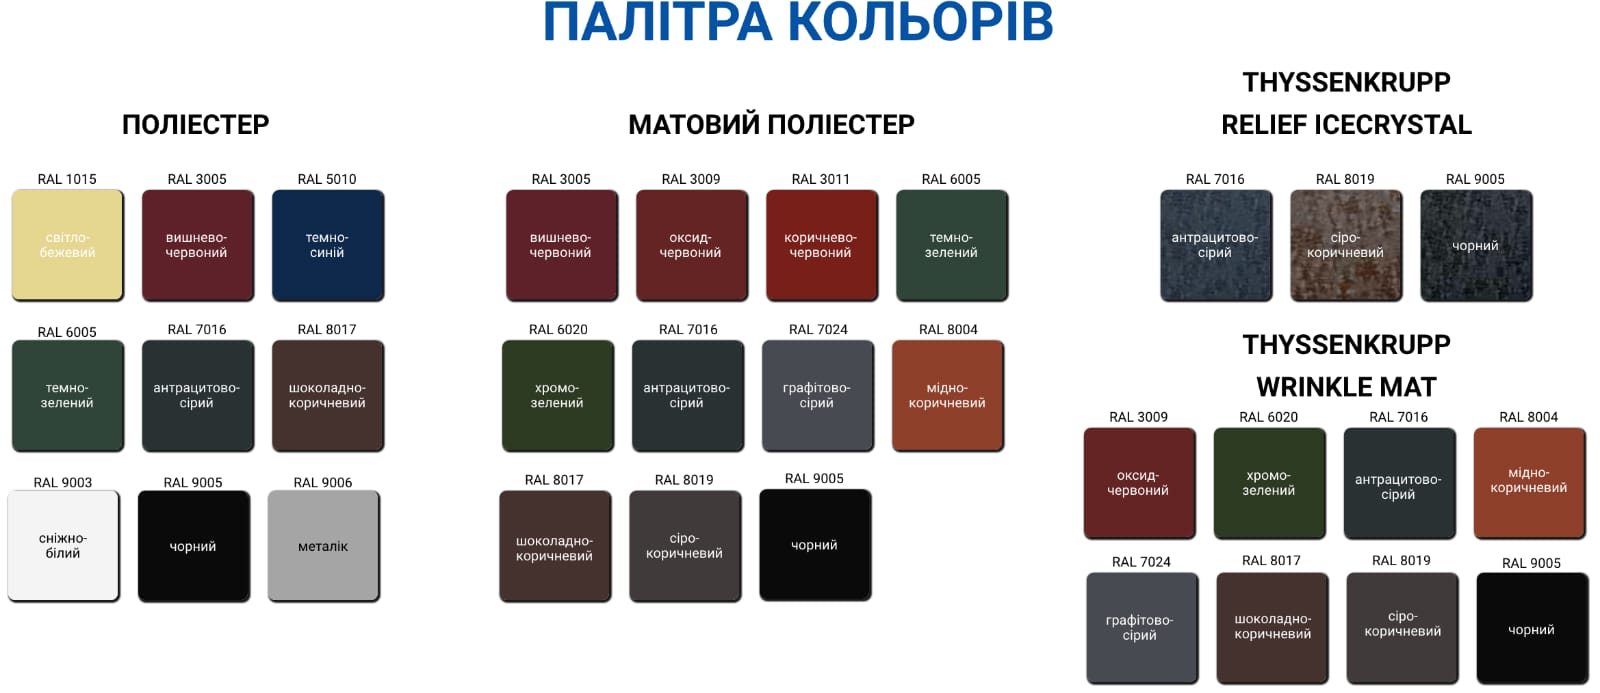 ПАЛІТРА КОЛЬОРІВ
ПОЛІЕСТЕР
RAL 1015
світло-
бежевий
RAL 3005
вишнево-
червоний
RAL 5010
темно-
синій
RAL 6005
темно-
зелений
RAL 7016
антрацитово-
сірий
RAL 8017
шоколадно-
коричневий
RAL 9003
сніжно-
білий
RAL 9005
чорний
RAL 9006
металік
МАТОВИЙ ПОЛІЕСТЕР
RAL 3005
вишнево-
червоний
RAL 3009
оксид-
червоний
RAL 3011
коричнево-
червоний
RAL 6005
темно-
зелений
RAL 6020
хромо-
зелений
RAL 7016
антрацитово-
сірий
RAL 7024
графітово-
сірий
RAL 8004
мідно-
коричневий
RAL 8017
шоколадно-
коричневий
RAL 8019
сіро-
коричневий
RAL 9005
чорний
THYSSENKRUPP
RELIEF ICECRYSTAL
RAL 7016
антрацитово-
сірий
RAL 8019
сіро-
коричневий
RAL 9005
чорний
THYSSENKRUPP
WRINKLE MAT
RAL 3009
оксид-
червоний
RAL 6020
хромо-
зелений
RAL 7016
антрацитово-
сірий
RAL 8004
мідно-
коричневий
RAL 7024
графітово-
сірий
RAL 8017
шоколадно-
коричневий
RAL 8019
сіро-
коричневий
RAL 9005
чорний